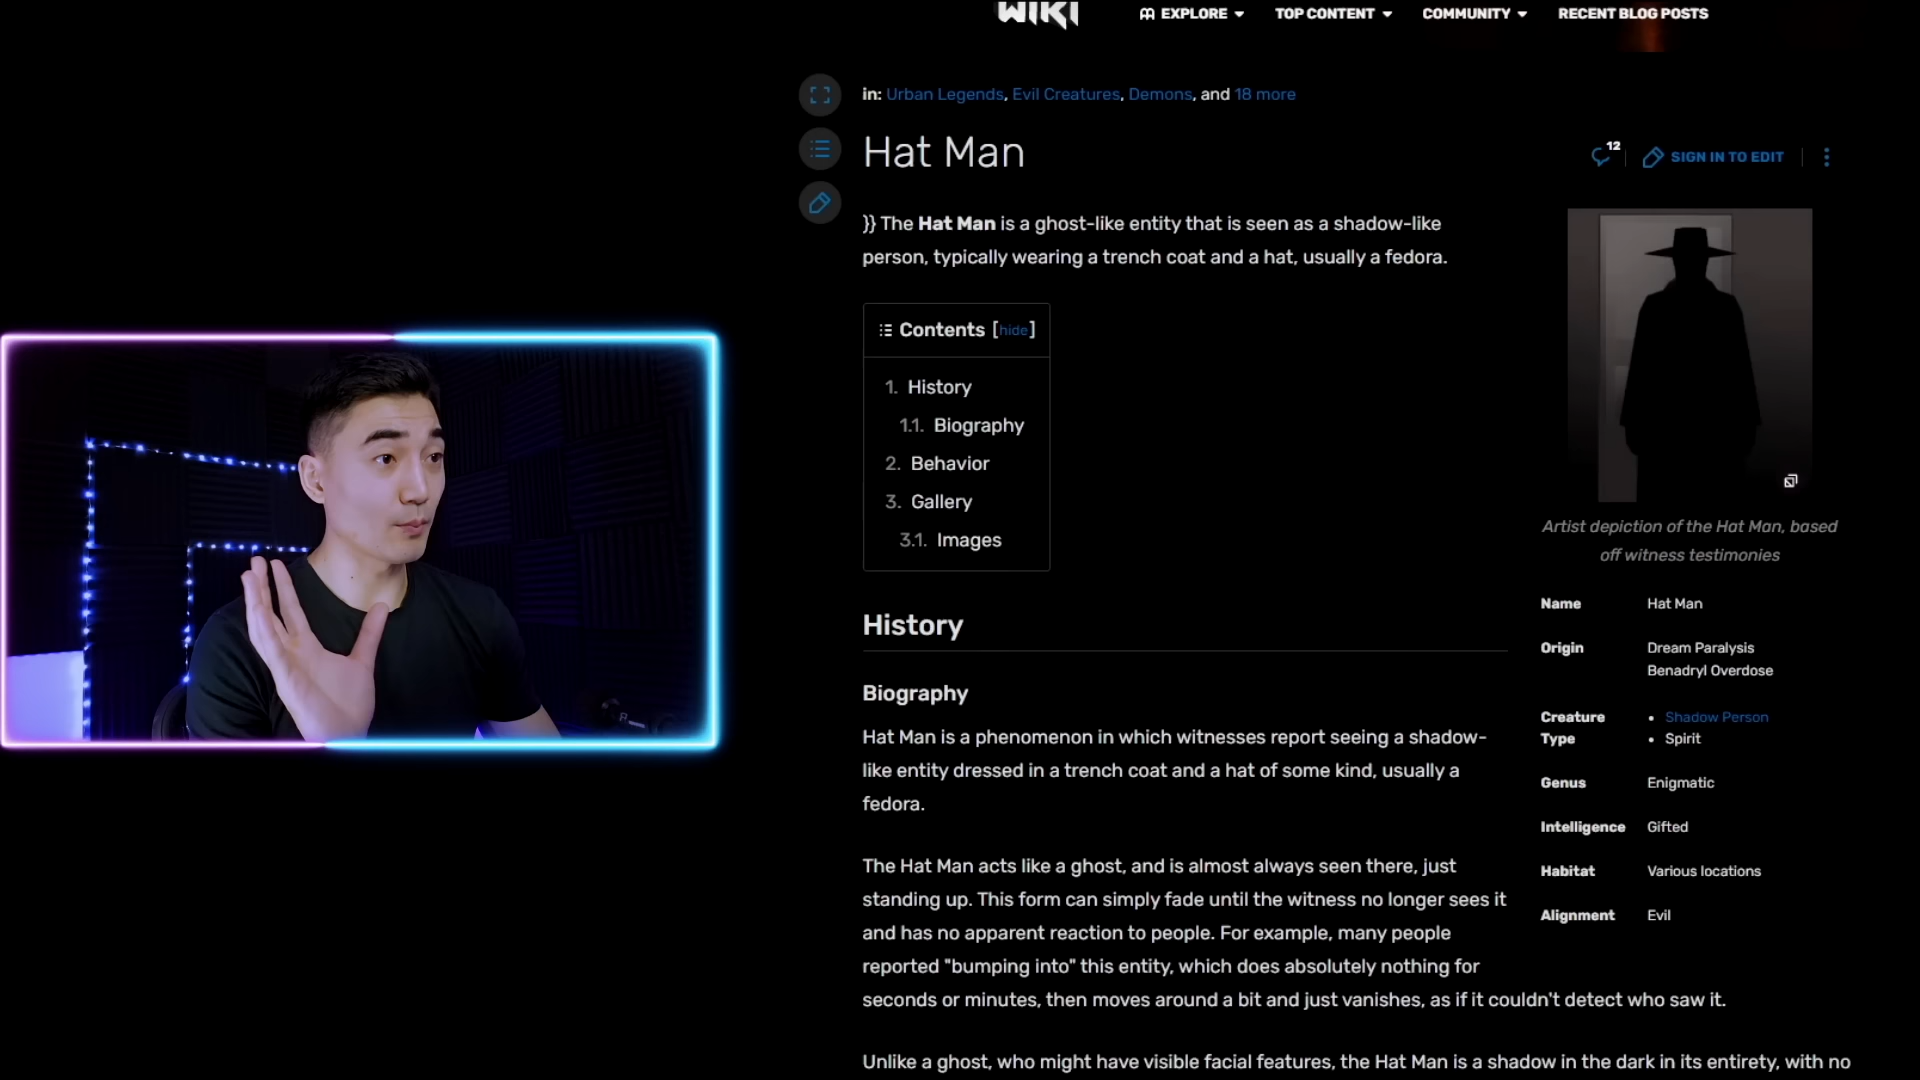 WIKI
EXPLORE TOP CONTENT COMMUNITY RECENT BLOG POSTS
in: Urban Legends, Evil Creatures, Demons, and 18 more
Hat Man
12
SIGN IN TO EDIT
}} The Hat Man is a ghost-like entity that is seen as a shadow-like
person, typically wearing a trench coat and a hat, usually a fedora.
Contents [hide]
1. History
1.1. Biography
2. Behavior
3. Gallery
3.1. Images
Artist depiction of the Hat Man, based
off witness testimonies
Name Hat Man
Origin Dream Paralysis
Benadryl Overdose
Creature
Type
• Shadow Person
• Spirit
Genus Enigmatic
Intelligence Gifted
Habitat Various locations
Alignment Evil
History
Biography
Hat Man is a phenomenon in which witnesses report seeing a shadow-
like entity dressed in a trench coat and a hat of some kind, usually a
fedora.
The Hat Man acts like a ghost, and is almost always seen there, just
standing up. This form can simply fade until the witness no longer sees it
and has no apparent reaction to people. For example, many people
reported "bumping into" this entity, which does absolutely nothing for
seconds or minutes, then moves around a bit and just vanishes, as if it couldn't detect who saw it.
Unlike a ghost, who might have visible facial features, the Hat Man is a shadow in the dark in its entirety, with no